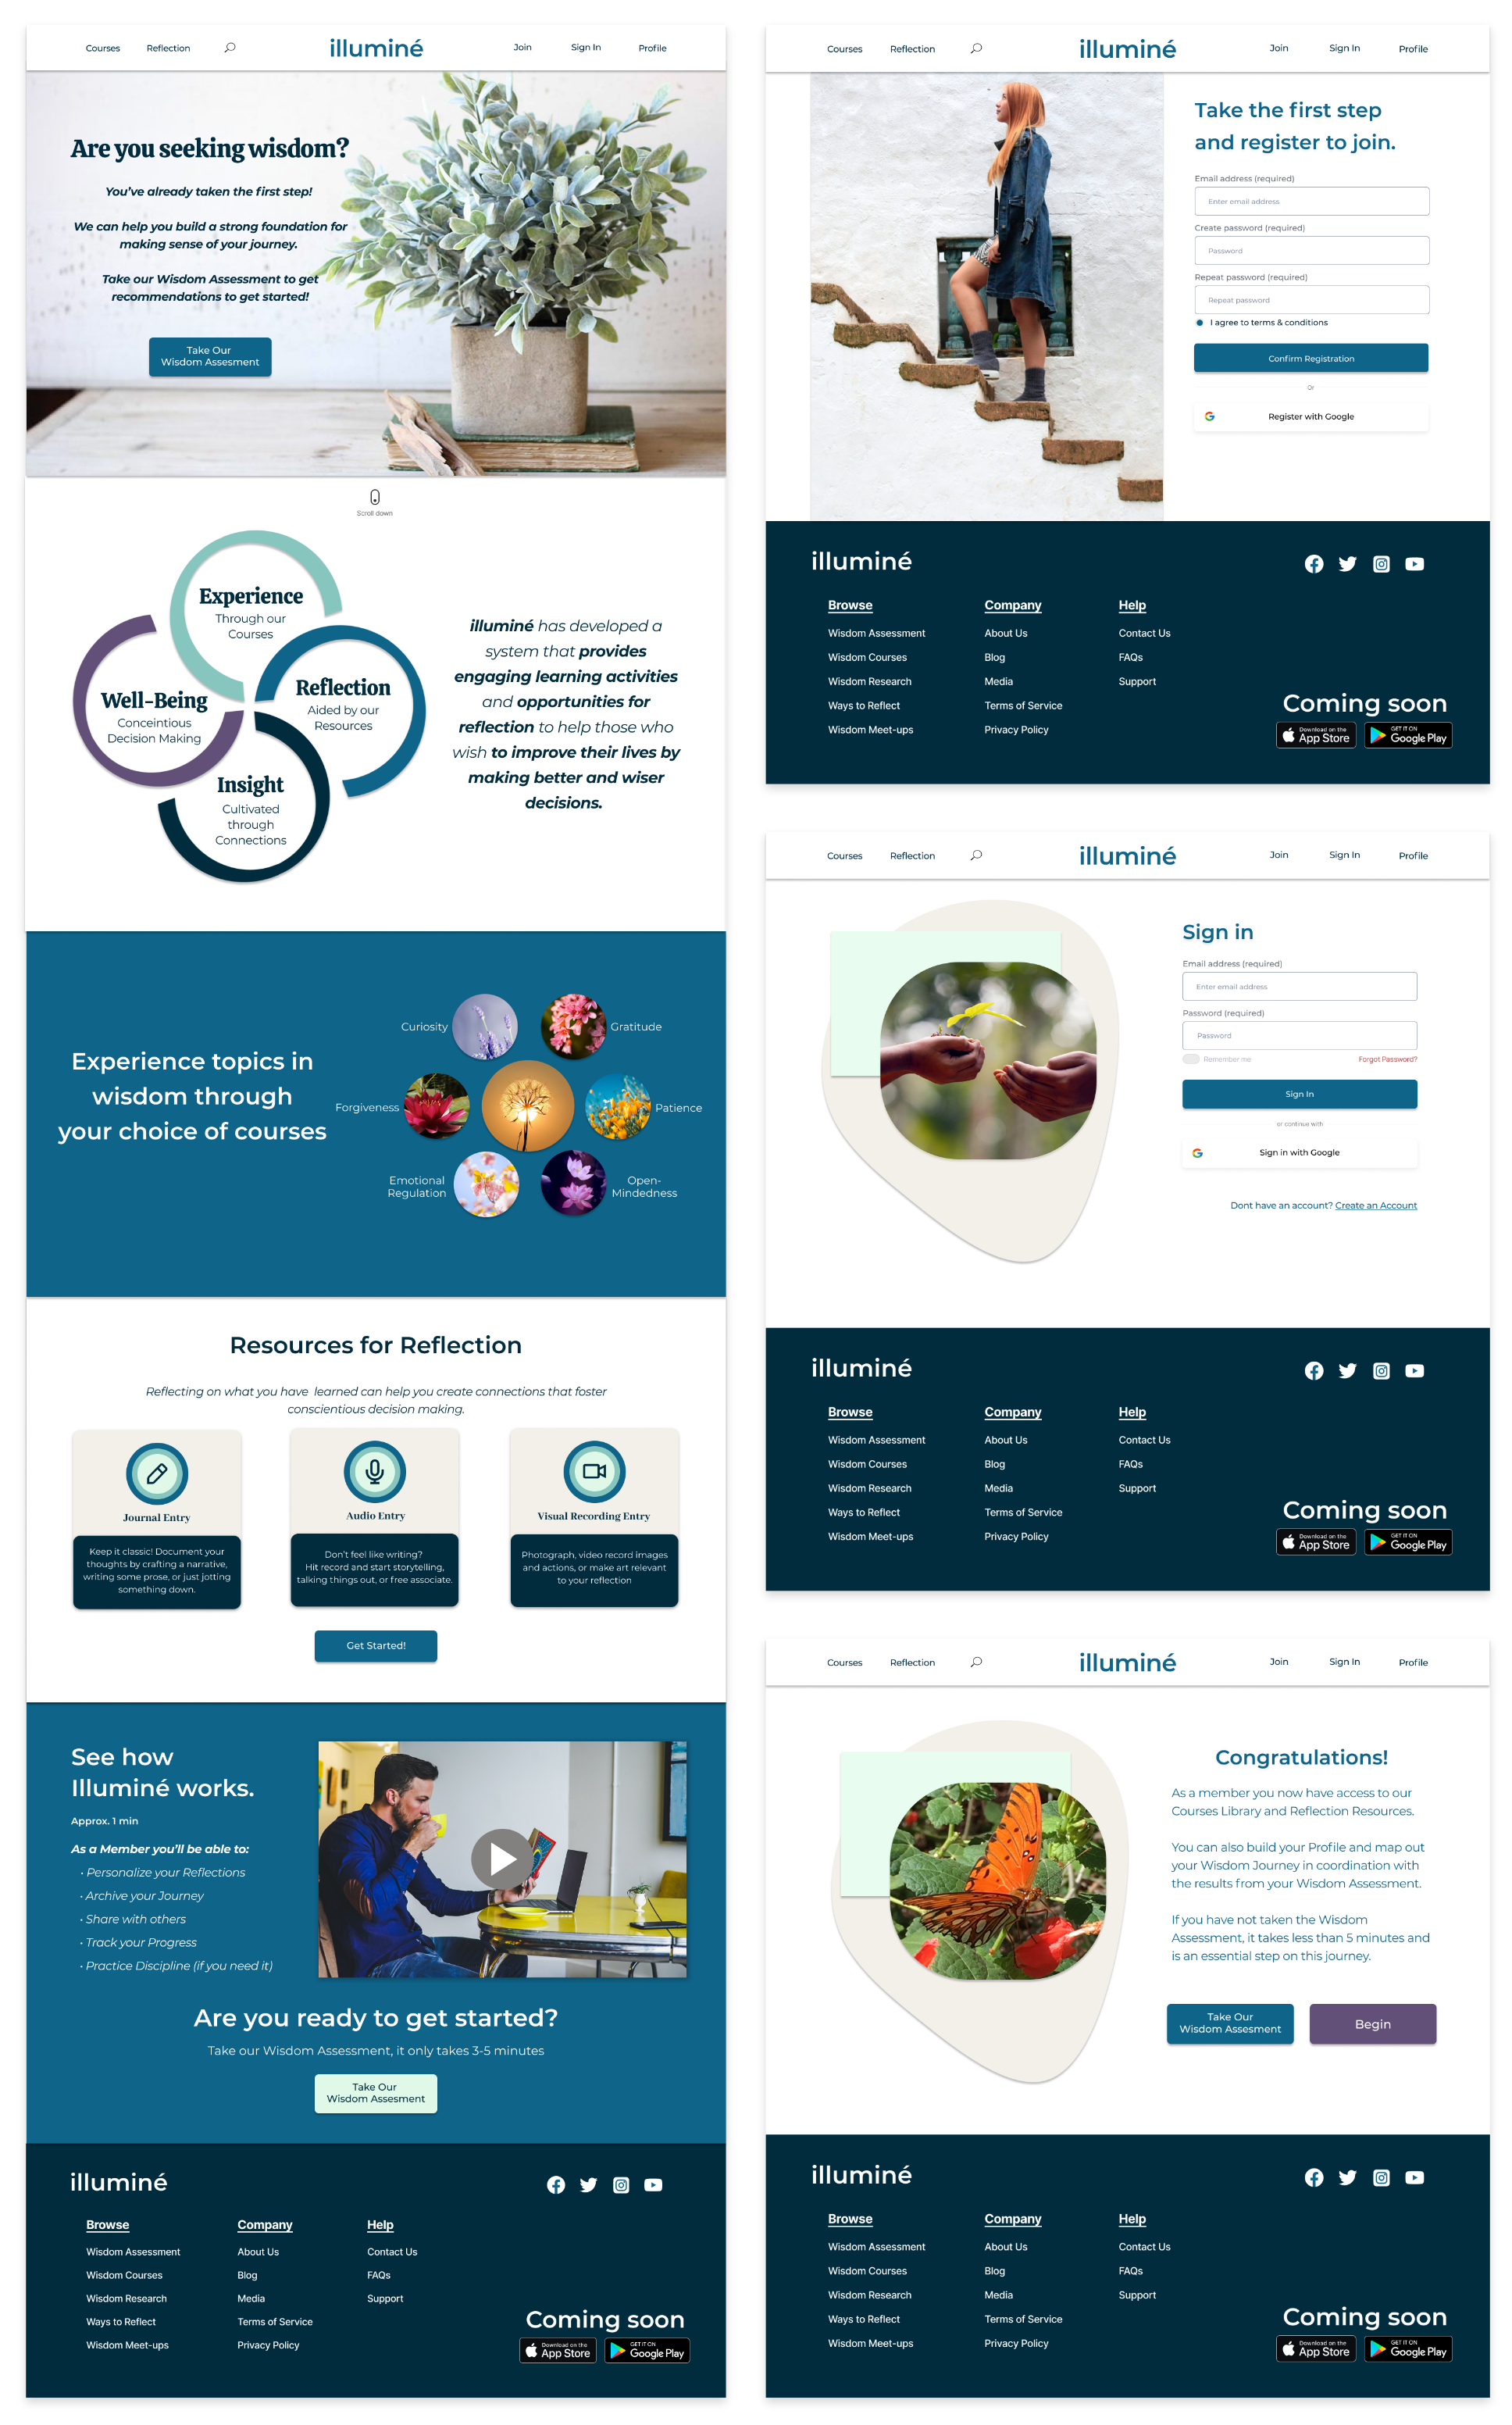 Courses Reflection illuminé Join Sign In Profile
Are you seeking wisdom?
You've already taken the first step!
We can help you build a strong foundation for
making sense of your journey.
Take our Wisdom Assessment to get
recommendations to get started!
Take Our
Wisdom Assesment
Scroll down
Experience
Through our
Courses
Well-Being
Conceintious
Decision Making
Reflection
Aided by our
Resources
Insight
Cultivated
through
Connections
illuminé has developed a
system that provides
engaging learning activities
and opportunities for
reflection to help those who
wish to improve their lives by
making better and wiser
decisions.
Experience topics in
wisdom through
your choice of courses
Curiosity
Gratitude
Forgiveness
Patience
Emotional
Regulation
Open-
Mindedness
Resources for Reflection
Reflecting on what you have learned can help you create connections that foster
conscientious decision making.
Journal Entry
Keep it classic! Document your
thoughts by crafting a narrative,
writing some prose, or just jotting
something down.
Audio Entry
Don't feel like writing?
Hit record and start storytelling,
talking things out, or free associate.
Visual Recording Entry
Photograph, video record images
and actions, or make art relevant
to your reflection
Get Started!
See how
Illuminé works.
Approx. 1 min
As a Member you'll be able to:
• Personalize your Reflections
• Archive your Journey
• Share with others
• Track your Progress
• Practice Discipline (if you need it)
Are you ready to get started?
Take our Wisdom Assessment, it only takes 3-5 minutes
Take Our
Wisdom Assesment
illuminé
Browse
Wisdom Assessment
Wisdom Courses
Wisdom Research
Ways to Reflect
Wisdom Meet-ups
Company
About Us
Blog
Media
Terms of Service
Privacy Policy
Help
Contact Us
FAQs
Support
Coming soon
Download on the
App Store
GET IT ON
Google Play
Courses Reflection illuminé Join Sign In Profile
Take the first step
and register to join.
Email address (required)
Enter email address
Create password (required)
Password
Repeat password (required)
Repeat password
I agree to terms & conditions
Confirm Registration
Or
Register with Google
illuminé
Browse
Wisdom Assessment
Wisdom Courses
Wisdom Research
Ways to Reflect
Wisdom Meet-ups
Company
About Us
Blog
Media
Terms of Service
Privacy Policy
Help
Contact Us
FAQs
Support
Coming soon
Download on the
App Store
GET IT ON
Google Play
Courses Reflection illuminé Join Sign In Profile
Sign in
Email address (required)
Enter email address
Password (required)
Password
Remember me
Forgot Password?
Sign In
or continue with
Sign in with Google
Dont have an account? Create an Account
illuminé
Browse
Wisdom Assessment
Wisdom Courses
Wisdom Research
Ways to Reflect
Wisdom Meet-ups
Company
About Us
Blog
Media
Terms of Service
Privacy Policy
Help
Contact Us
FAQs
Support
Coming soon
Download on the
App Store
GET IT ON
Google Play
Courses Reflection illuminé Join Sign In Profile
Congratulations!
As a member you now have access to our
Courses Library and Reflection Resources.
You can also build your Profile and map out
your Wisdom Journey in coordination with
the results from your Wisdom Assessment.
If you have not taken the Wisdom
Assessment, it takes less than 5 minutes and
is an essential step on this journey.
Take Our
Wisdom Assesment
Begin
illuminé
Browse
Wisdom Assessment
Wisdom Courses
Wisdom Research
Ways to Reflect
Wisdom Meet-ups
Company
About Us
Blog
Media
Terms of Service
Privacy Policy
Help
Contact Us
FAQs
Support
Coming soon
Download on the
App Store
GET IT ON
Google Play